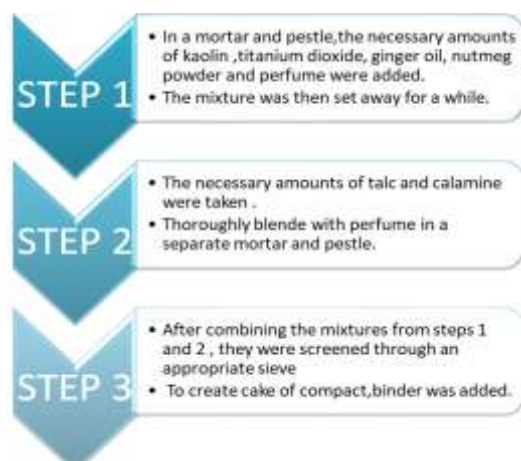 STEP 1
• In a mortar and pestle,the necessary amounts
of kaolin ,titanium dioxide, ginger oil, nutmeg
powder and perfume were added.
• The mixture was then set away for a while.
STEP 2
• The necessary amounts of talc and calamine
were taken .
• Thoroughly blende with perfume in a
separate mortar and pestle.
STEP 3
• After combining the mixtures from steps 1
and 2 , they were screened through an
appropriate sieve
• To create cake of compact,binder was added.